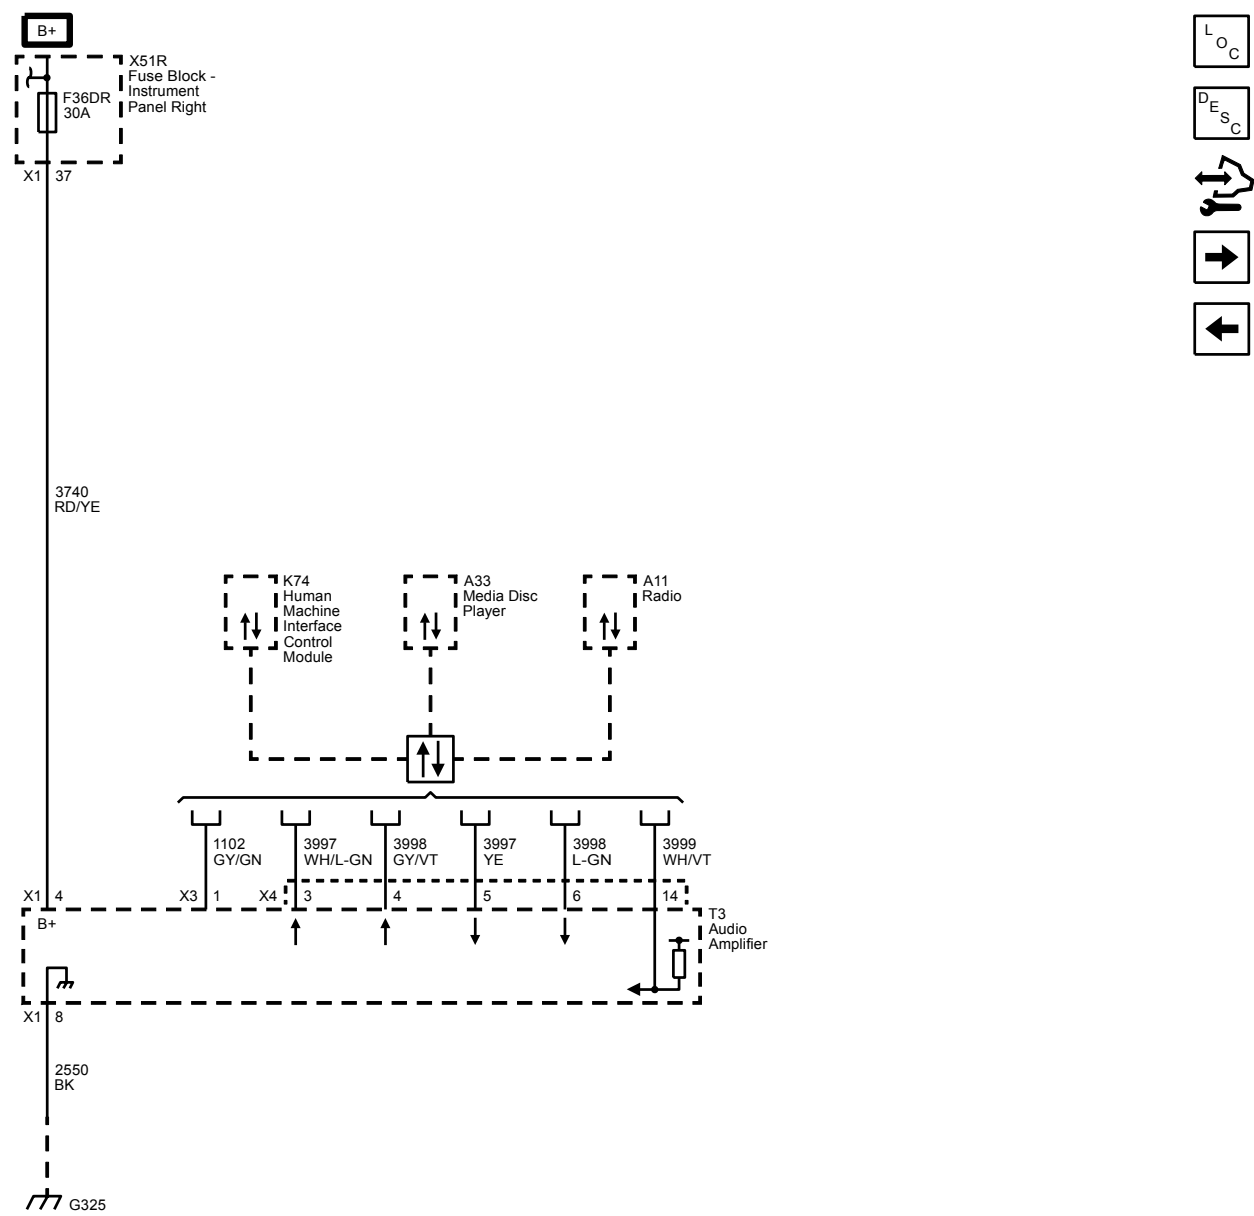 B+
X51R
Fuse Block -
Instrument
Panel Right
F36DR
30A
X1 37
3740
RD/YE
K74
Human
Machine
Interface
Control
Module
A33
Media Disc
Player
A11
Radio
1102
GY/GN
3997
WH/L-GN
3998
GY/VT
3997
YE
3998
L-GN
3999
WH/VT
X1 4
X3 1
X4 3
4
5
6
14
B+
T3
Audio
Amplifier
X1 8
2550
BK
G325
LOC
DESC